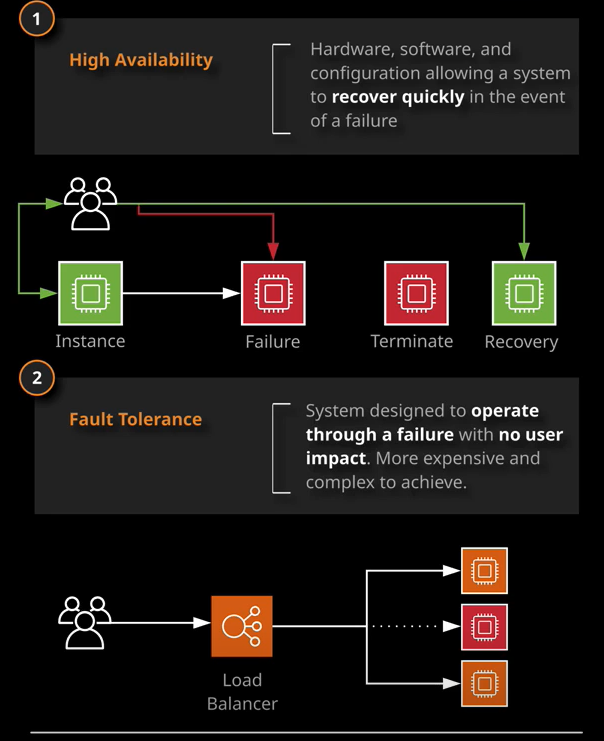 1
High Availability
Hardware, software, and
configuration allowing a system
to recover quickly in the event
of a failure
Instance
Failure
Terminate
Recovery
2
Fault Tolerance
System designed to operate
through a failure with no user
impact. More expensive and
complex to achieve.
Load
Balancer